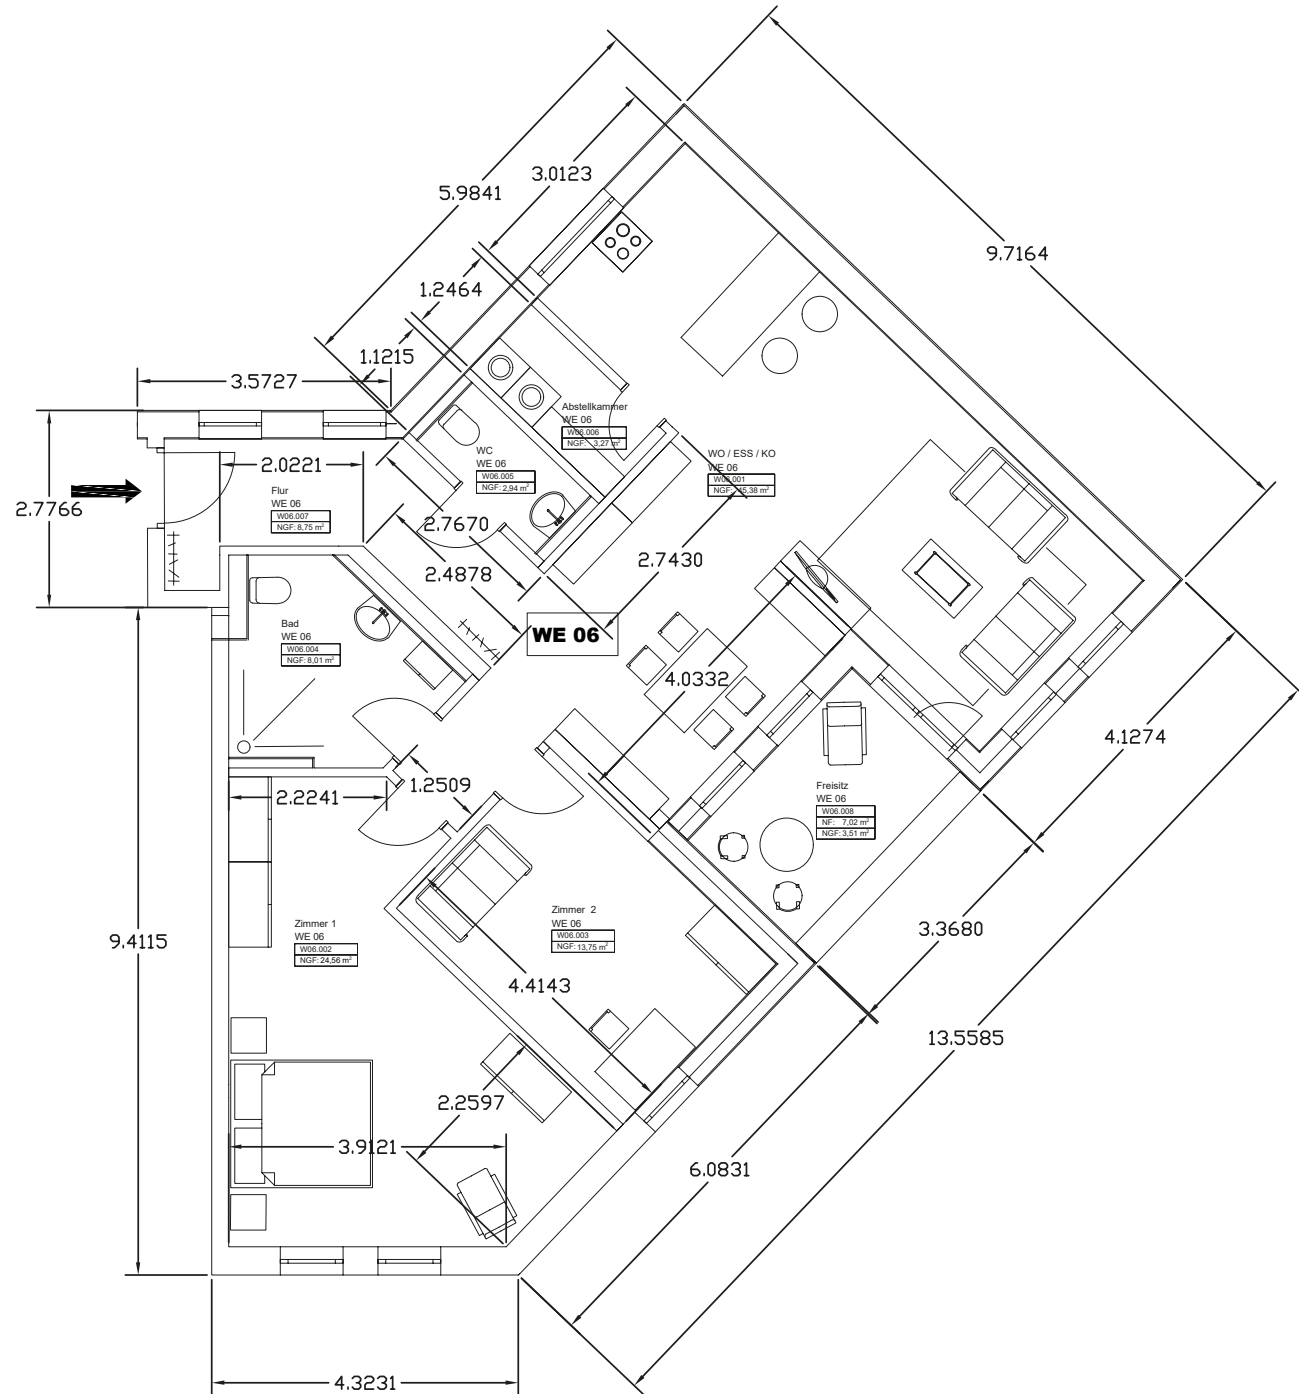 9.7164
3.0123
5.9841
1.2464
1.1215
3.5727
Abstellkammer
WE 06
W06.006
NGF: 3,27 m²
WC
WE 06
W06.005
NGF: 2,94 m²
WO / ESS / KO
WE 06
W06.001
NGF: 45,38 m²
2.0221
Flur
WE 06
W06.007
NGF: 8,75 m²
2.7766
2.7670
2.4878
2.7430
WE 06
Bad
WE 06
W06.004
NGF: 8,01 m²
4.0332
4.1274
1.2509
2.2241
Freisitz
WE 06
W06.008
NF: 7,02 m²
NGF: 3,51 m²
9.4115
Zimmer 1
WE 06
W06.002
NGF: 24,56 m²
Zimmer 2
WE 06
W06.003
NGF: 13,75 m²
3.3680
4.4143
13.5585
2.2597
3.9121
6.0831
4.3231